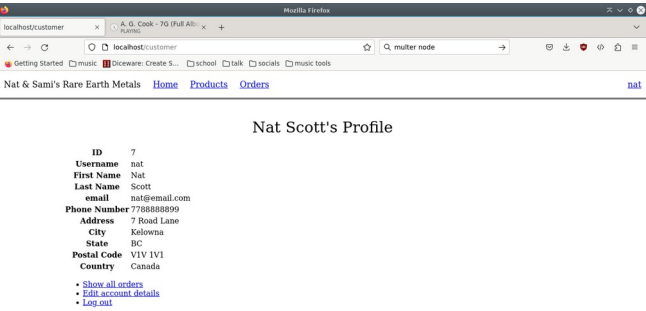 Mozilla Firefox
localhost/customer
A. G. Cook - 7G (Full Alb
PLAYING
localhost/customer
multer node
Getting Started music Diceware: Create S... school talk socials music tools
Nat & Sami's Rare Earth Metals Home Products Orders nat
Nat Scott's Profile
ID 7
Username nat
First Name Nat
Last Name Scott
email nat@email.com
Phone Number 7788888899
Address 7 Road Lane
City Kelowna
State BC
Postal Code V1V 1V1
Country Canada
Show all orders
Edit account details
Log out